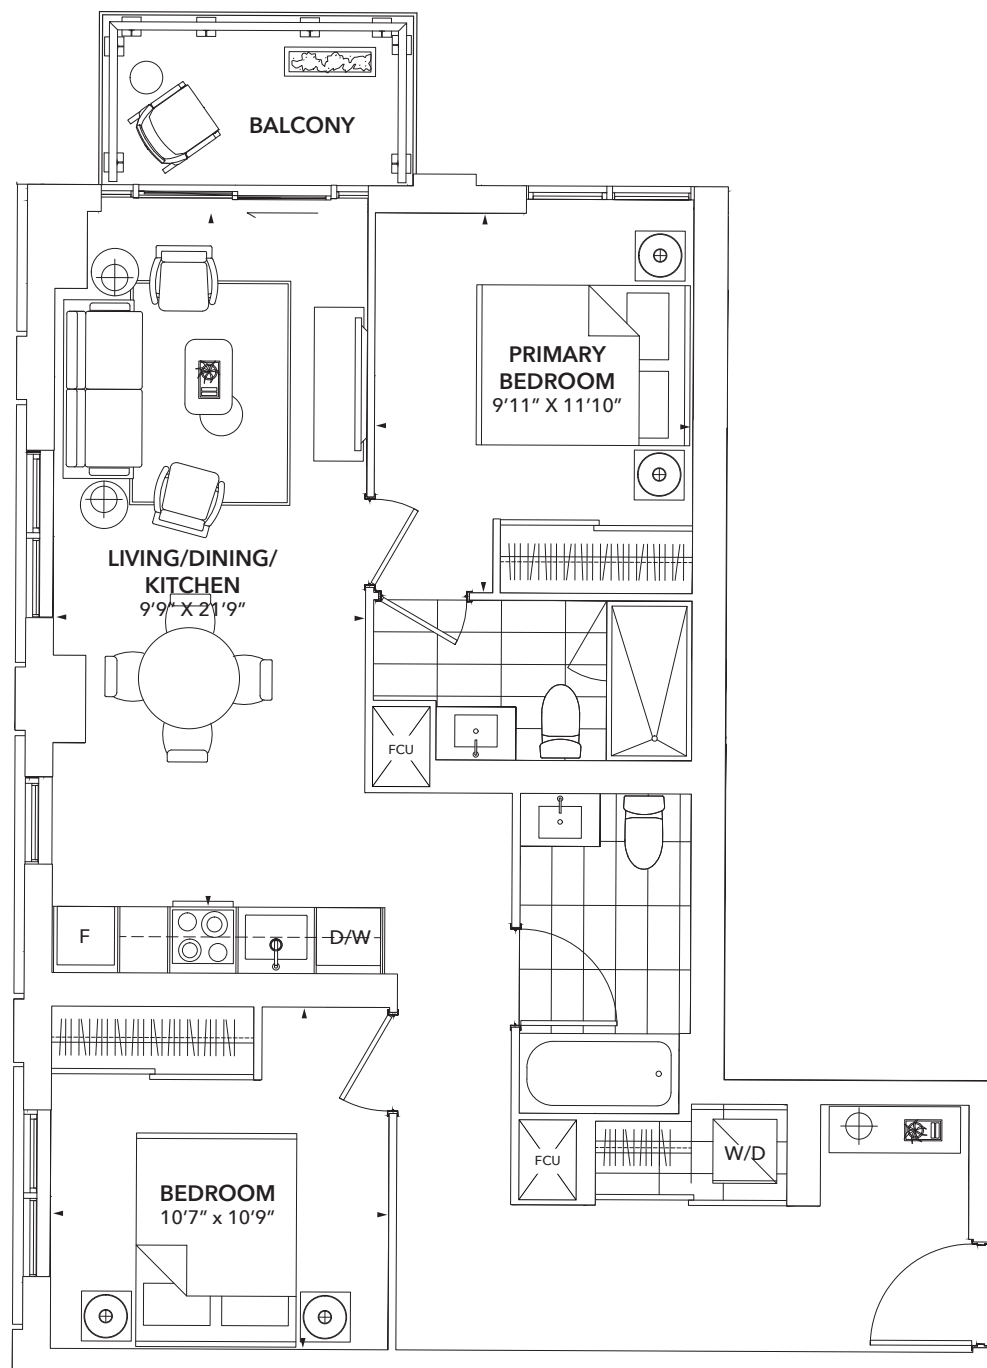 BALCONY
PRIMARY
BEDROOM
9’11” X 11’10”
LIVING/DINING/
KITCHEN
9’9” X 21’9”
FCU
F
D/W
FCU
W/D
BEDROOM
10’7” x 10’9”